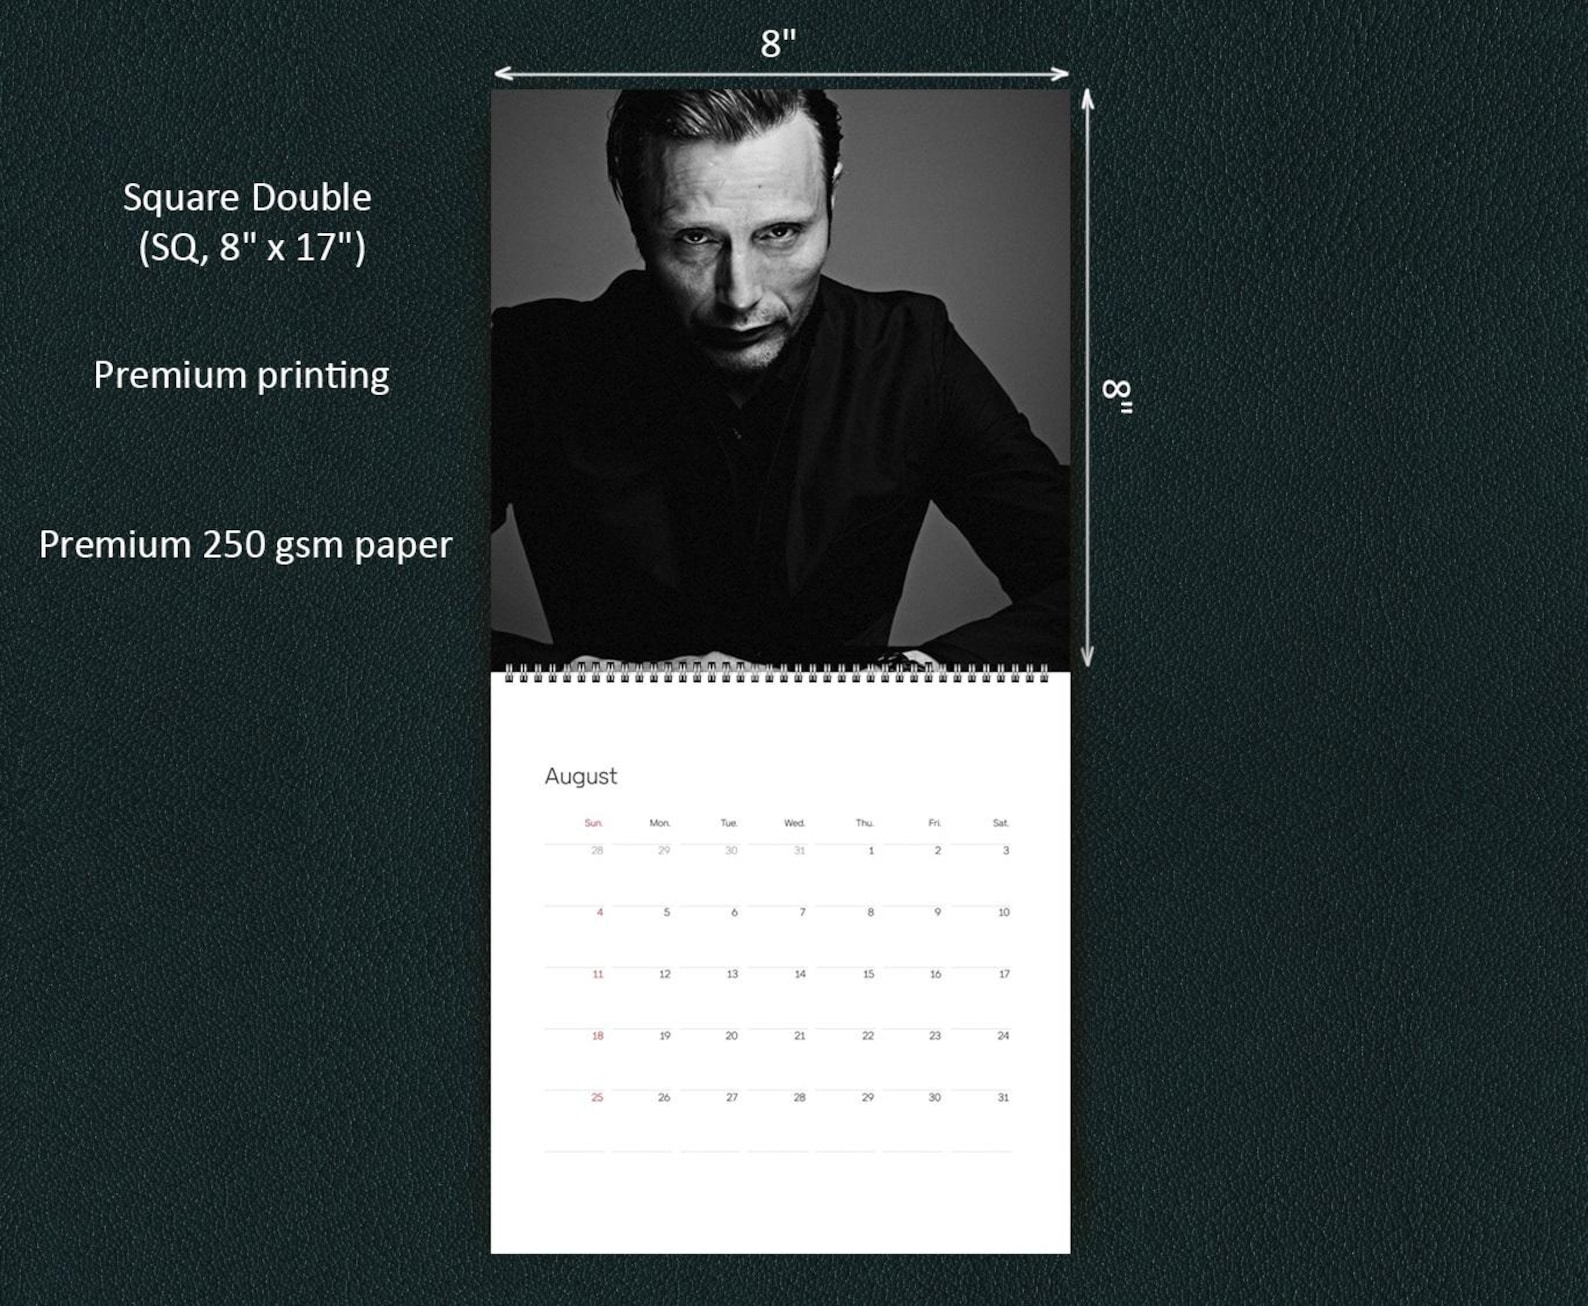 8"
Square Double
(SQ, 8" x 17")
Premium printing
8"
Premium 250 gsm paper
August
Sun. Mon. Tue. Wed. Thu. Fri. Sat.
28 29 30 31 1 2 3
4 5 6 7 8 9 10
11 12 13 14 15 16 17
18 19 20 21 22 23 24
25 26 27 28 29 30 31